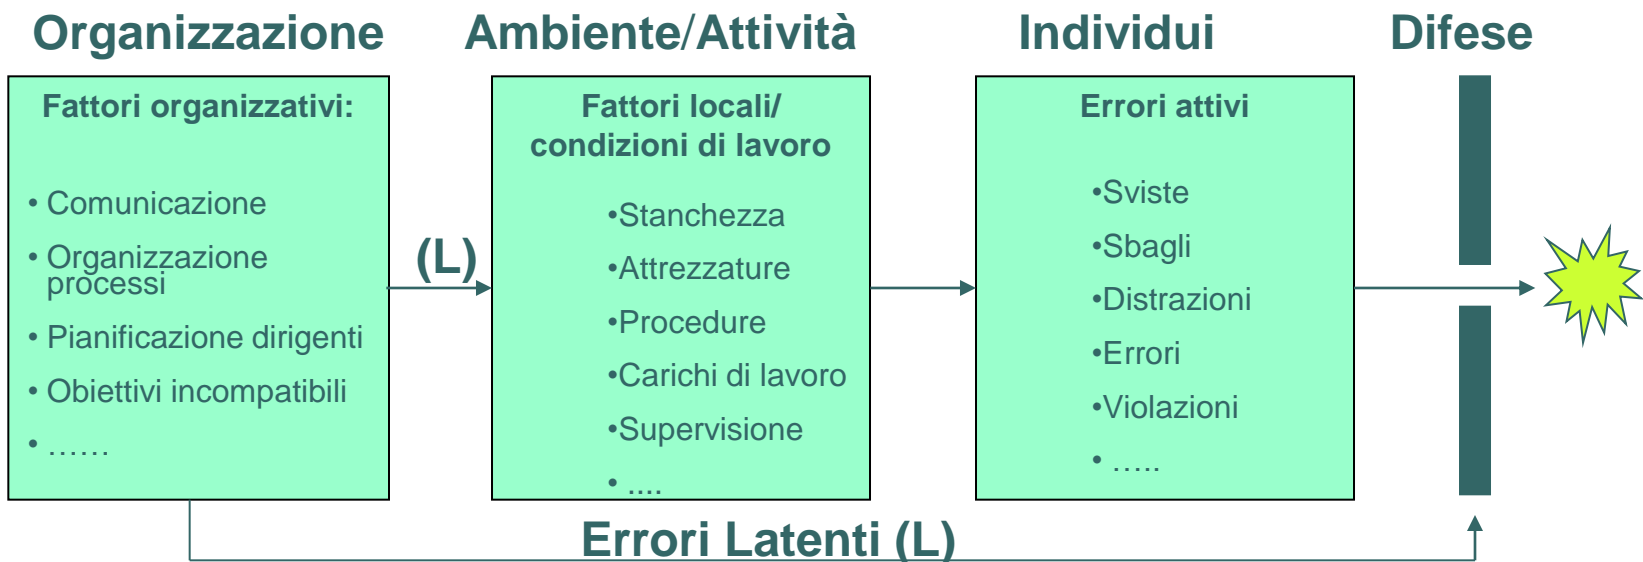 Organizzazione
Ambiente/Attività
Individui
Difese
Fattori organizzativi:
• Comunicazione
• Organizzazione
processi
• Pianificazione dirigenti
• Obiettivi incompatibili
• ……
(L)
Fattori locali/
condizioni di lavoro
•Stanchezza
•Attrezzature
•Procedure
•Carichi di lavoro
•Supervisione
• ....
Errori attivi
•Sviste
•Sbagli
•Distrazioni
•Errori
•Violazioni
• …..
Errori Latenti (L)